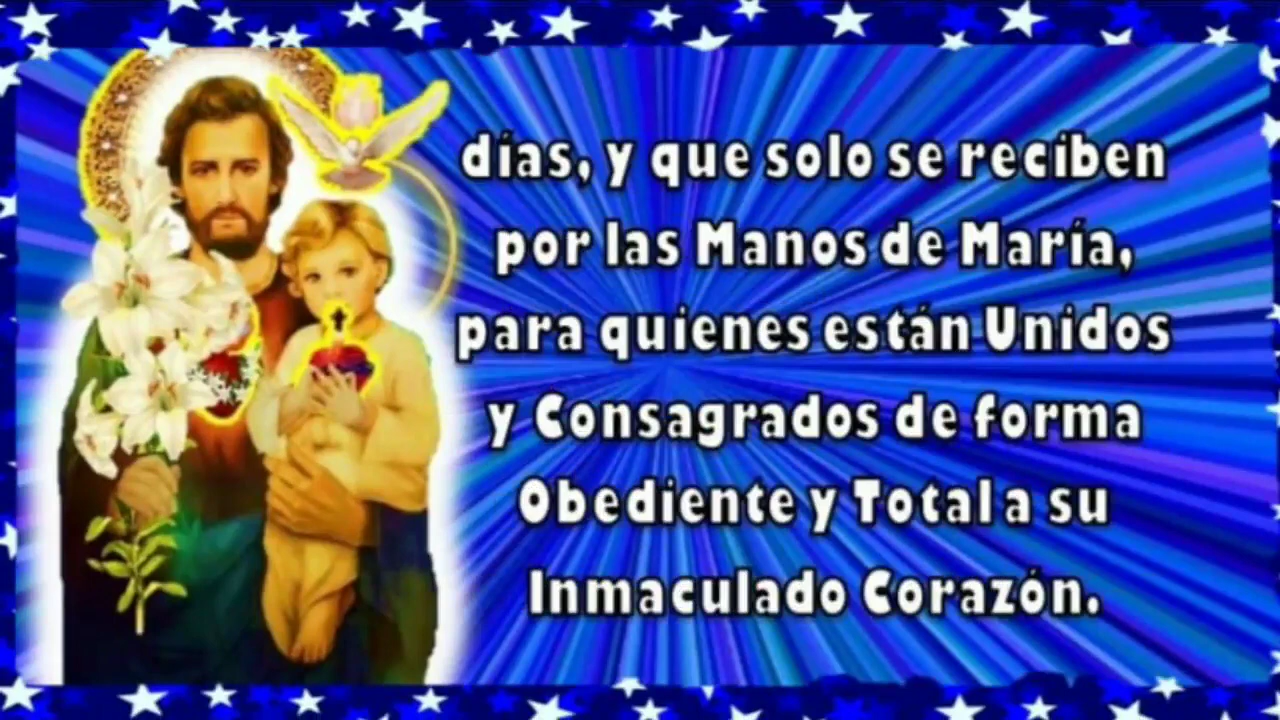 días, y que solo se reciben
por las Manos de María,
para quienes están Unidos
y Consagrados de forma
Obediente y Total a su
Inmaculado Corazón.